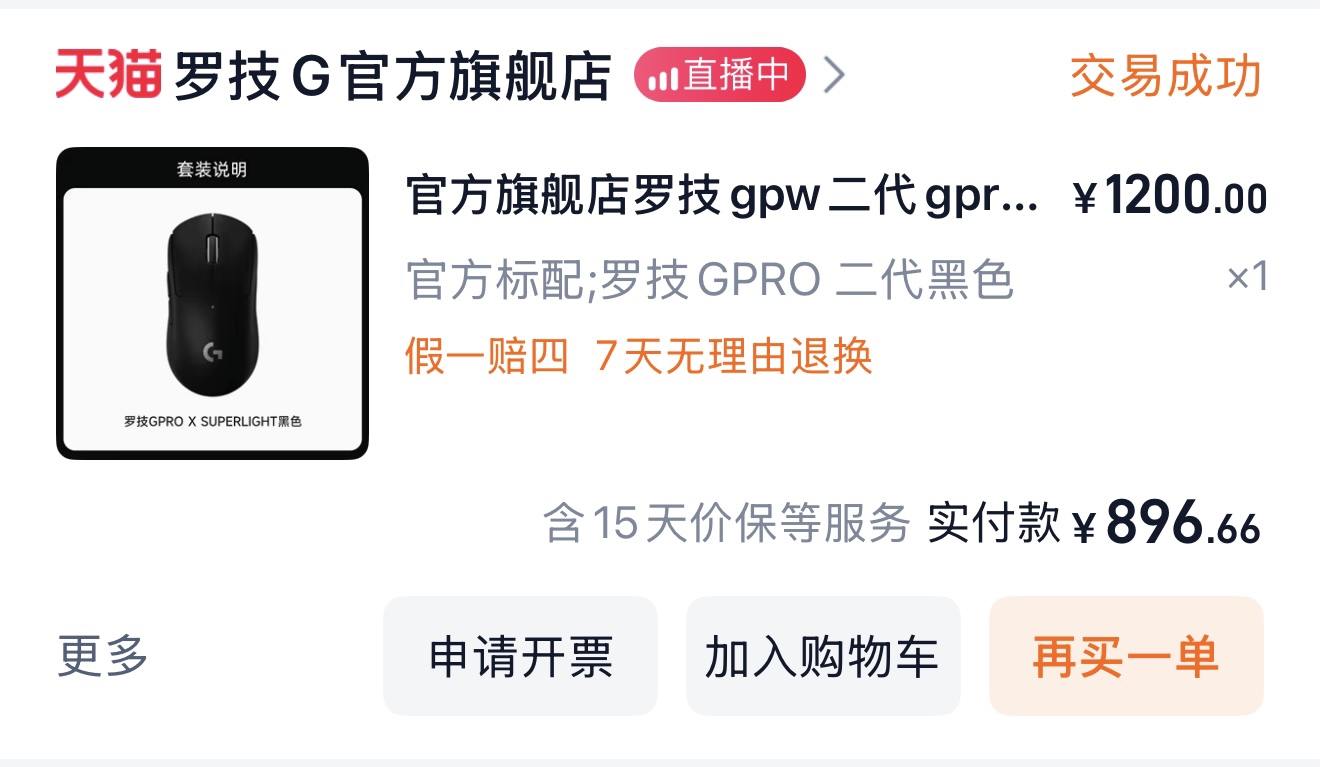 天猫 罗技G官方旗舰店 直播中 交易成功
套装说明
罗技GPRO X SUPERLIGHT黑色
官方旗舰店罗技gpw二代gpr... ¥1200.00
官方标配;罗技GPRO 二代黑色 ×1
假一赔四 7天无理由退换
含15天价保等服务 实付款 ¥896.66
更多 申请开票 加入购物车 再买一单